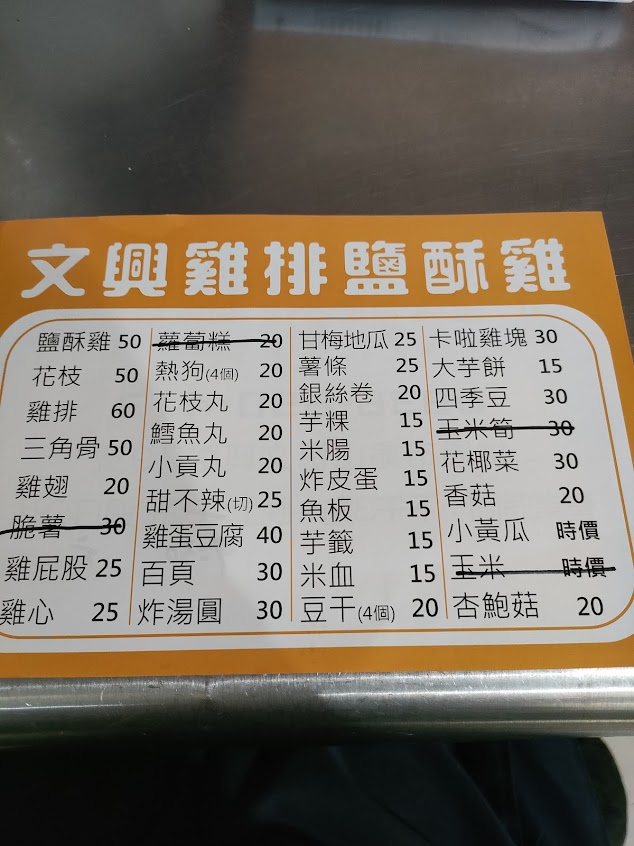 文興雞排鹽酥雞
鹽酥雞 50
花枝 50
雞排 60
三角骨 50
雞翅 20
脆薯 30
雞屁股 25
雞心 25
蘿蔔糕 20
熱狗(4個) 20
花枝丸 20
鱈魚丸 20
小貢丸 20
甜不辣(切) 25
雞蛋豆腐 40
百頁 30
炸湯圓 30
甘梅地瓜 25
薯條 25
銀絲卷 20
芋粿 15
米腸 15
炸皮蛋 15
魚板 15
芋籤 15
米血 15
豆干(4個) 20
卡啦雞塊 30
大芋餅 15
四季豆 30
玉米筍 30
花椰菜 30
香菇 20
小黃瓜 時價
玉米 時價
杏鮑菇 20